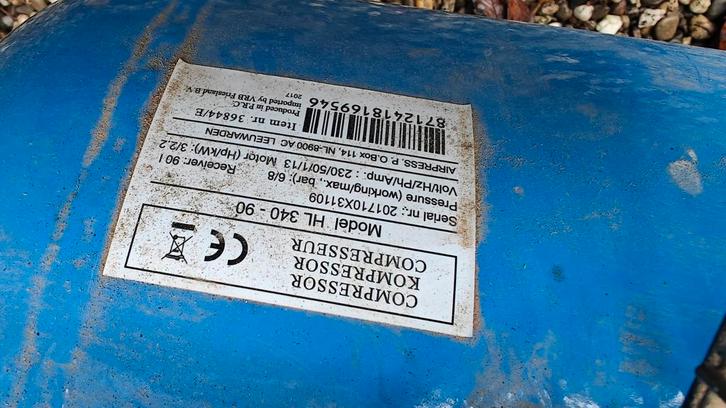 COMPRESSOR
KOMPRESSOR
COMPRESSEUR
CE
Model HL 340 - 90
Serial nr.: 201710X31109
Pressure (working/max., bar): 6/8 Receiver: 90 l
Volt/Hz/Ph/Amp : 230/50/1/13 Motor (Hp/kW): 3/2.2
AIRPRESS, P.O.Box 114, NL-8900 AC LEEUWARDEN
8712418169546
Item nr. 36844/E
Produced in P.R.C.
Imported by VRB Friesland B.V.
2017